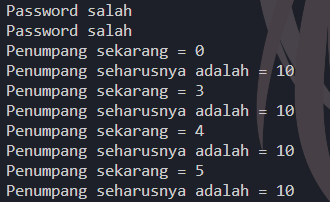 Password salah
Password salah
Penumpang sekarang = 0
Penumpang seharusnya adalah = 10
Penumpang sekarang = 3
Penumpang seharusnya adalah = 10
Penumpang sekarang = 4
Penumpang seharusnya adalah = 10
Penumpang sekarang = 5
Penumpang seharusnya adalah = 10